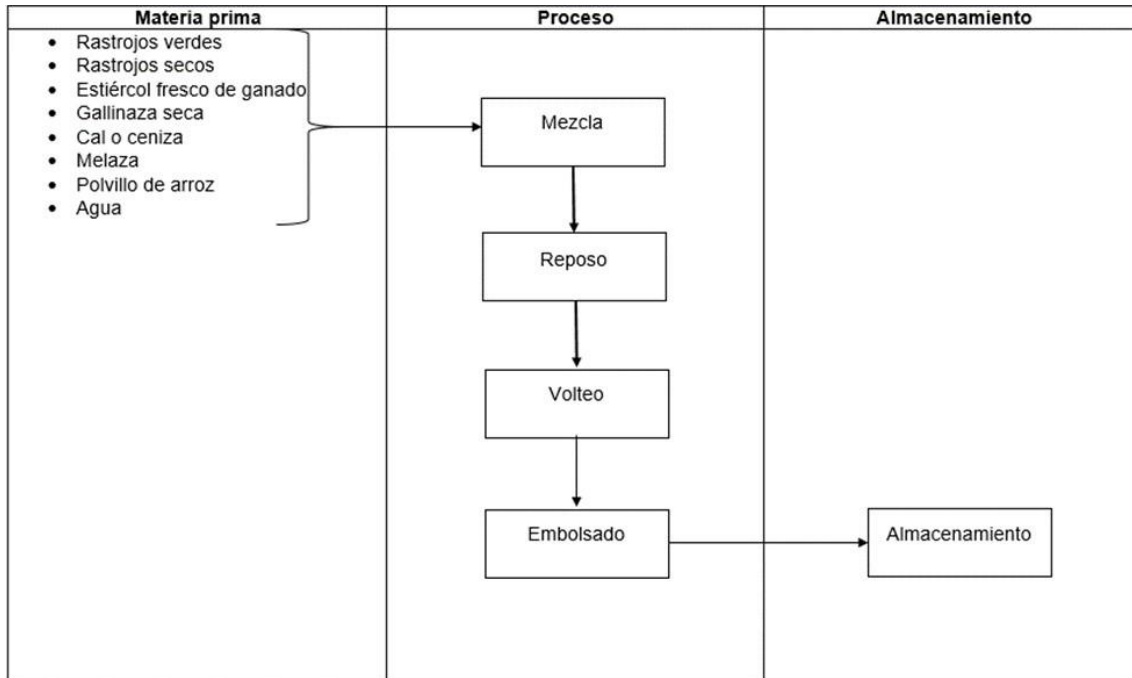 Materia prima
Proceso
Almacenamiento
• Rastrojos verdes
• Rastrojos secos
• Estiércol fresco de ganado
• Gallinaza seca
• Cal o ceniza
• Melaza
• Polvillo de arroz
• Agua
Mezcla
Reposo
Volteo
Embolsado
Almacenamiento